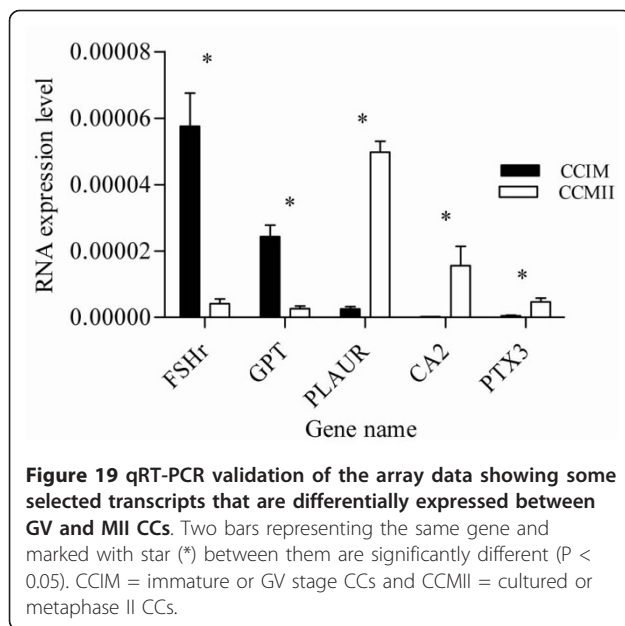 0.00008
*
0.00006
*
CCIM
0.00004
*
CCMII
*
0.00002
*
0.00000
RNA expression level
FSHr
GPT
PLAUR
CA2
PTX3
Gene name
Figure 19 qRT-PCR validation of the array data showing some
selected transcripts that are differentially expressed between
GV and MII CCs. Two bars representing the same gene and
marked with star (*) between them are significantly different (P <
0.05). CCIM = immature or GV stage CCs and CCMII = cultured or
metaphase II CCs.